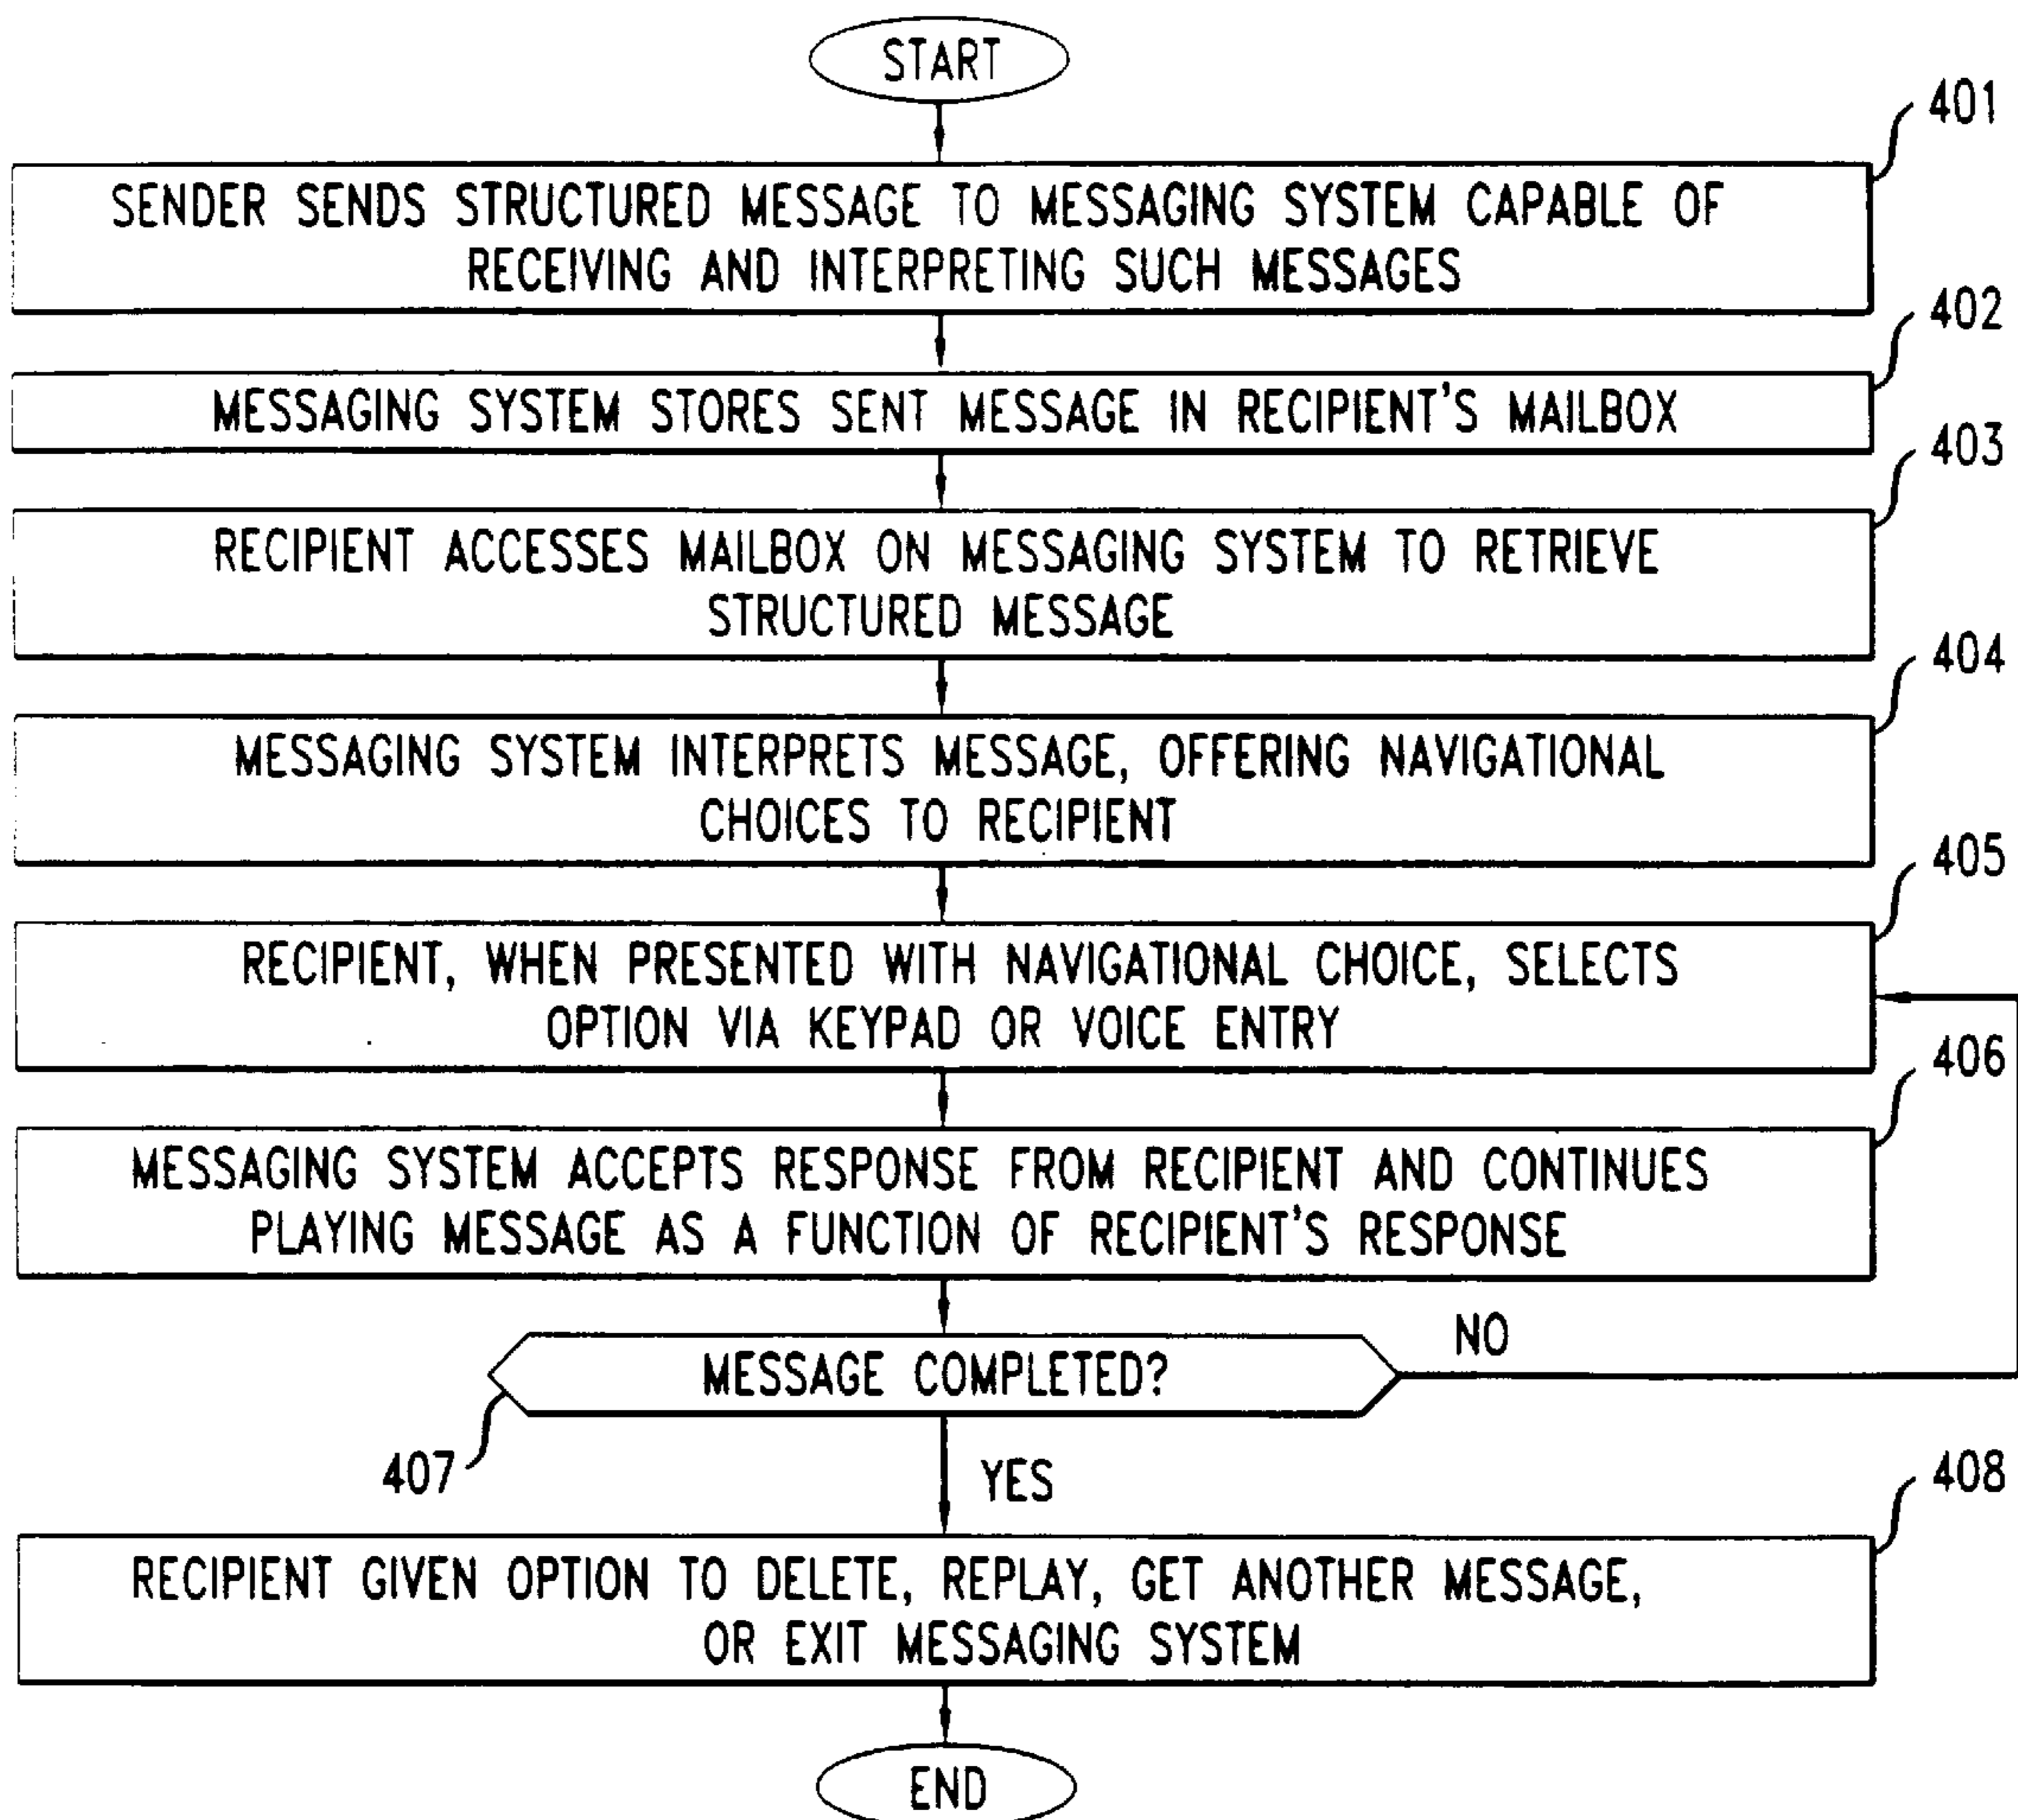 START
401
SENDER SENDS STRUCTURED MESSAGE TO MESSAGING SYSTEM CAPABLE OF
RECEIVING AND INTERPRETING SUCH MESSAGES
402
MESSAGING SYSTEM STORES SENT MESSAGE IN RECIPIENT'S MAILBOX
403
RECIPIENT ACCESSES MAILBOX ON MESSAGING SYSTEM TO RETRIEVE
STRUCTURED MESSAGE
404
MESSAGING SYSTEM INTERPRETS MESSAGE, OFFERING NAVIGATIONAL
CHOICES TO RECIPIENT
405
RECIPIENT, WHEN PRESENTED WITH NAVIGATIONAL CHOICE, SELECTS
OPTION VIA KEYPAD OR VOICE ENTRY
406
MESSAGING SYSTEM ACCEPTS RESPONSE FROM RECIPIENT AND CONTINUES
PLAYING MESSAGE AS A FUNCTION OF RECIPIENT'S RESPONSE
NO
MESSAGE COMPLETED?
407
YES
408
RECIPIENT GIVEN OPTION TO DELETE, REPLAY, GET ANOTHER MESSAGE,
OR EXIT MESSAGING SYSTEM
END